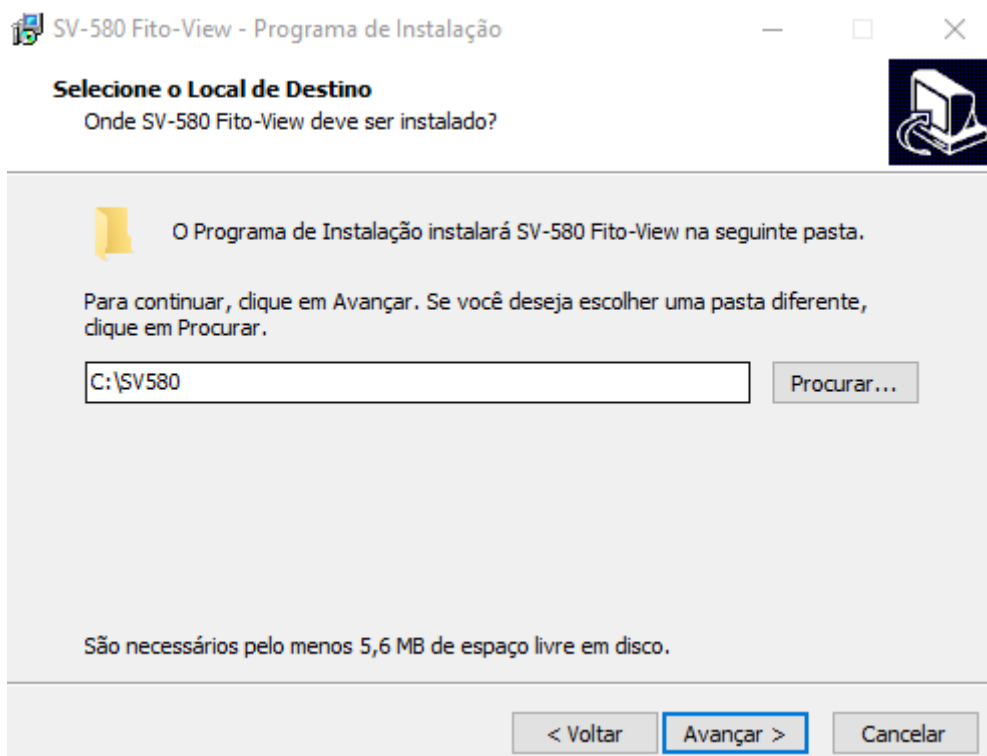 SV-580 Fito-View - Programa de Instalação
Selecione o Local de Destino
Onde SV-580 Fito-View deve ser instalado?
O Programa de Instalação instalará SV-580 Fito-View na seguinte pasta.
Para continuar, clique em Avançar. Se você deseja escolher uma pasta diferente,
clique em Procurar.
C:\SV580
Procurar...
São necessários pelo menos 5,6 MB de espaço livre em disco.
< Voltar
Avançar >
Cancelar